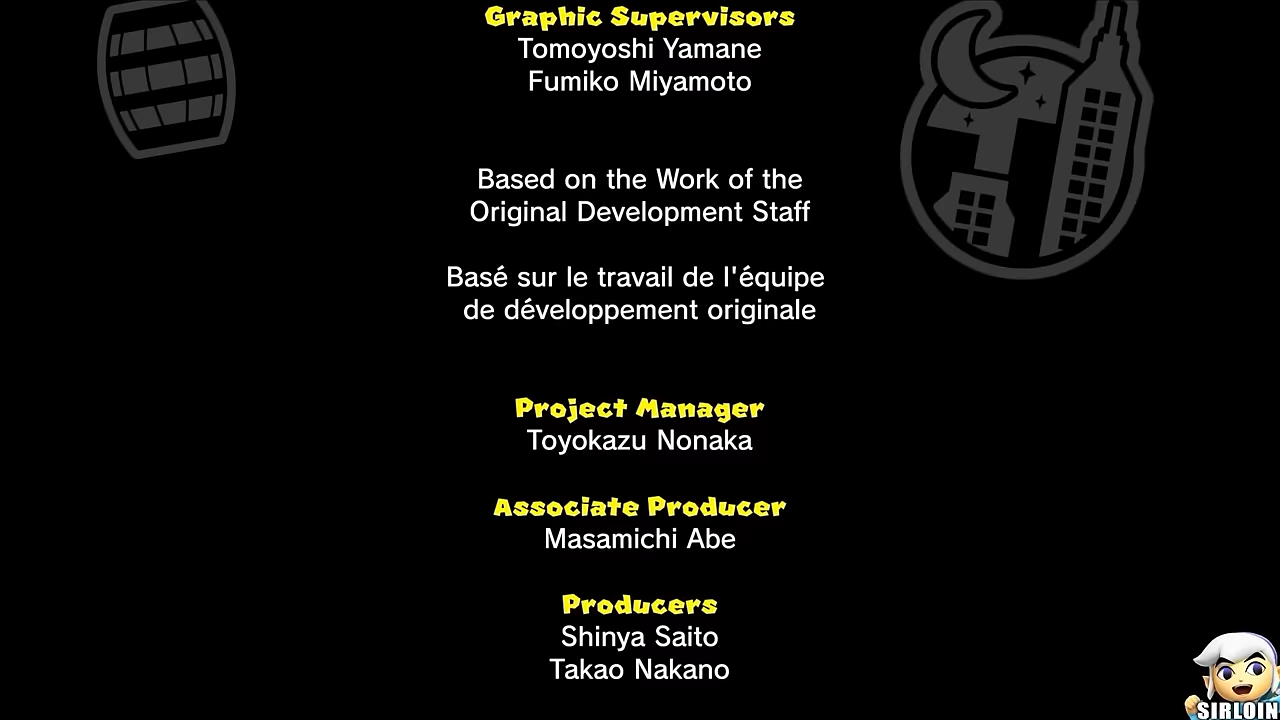 Graphic Supervisors
Tomoyoshi Yamane
Fumiko Miyamoto
Based on the Work of the
Original Development Staff
Basé sur le travail de l'équipe
de développement originale
Project Manager
Toyokazu Nonaka
Associate Producer
Masamichi Abe
Producers
Shinya Saito
Takao Nakano
SIRLOIN